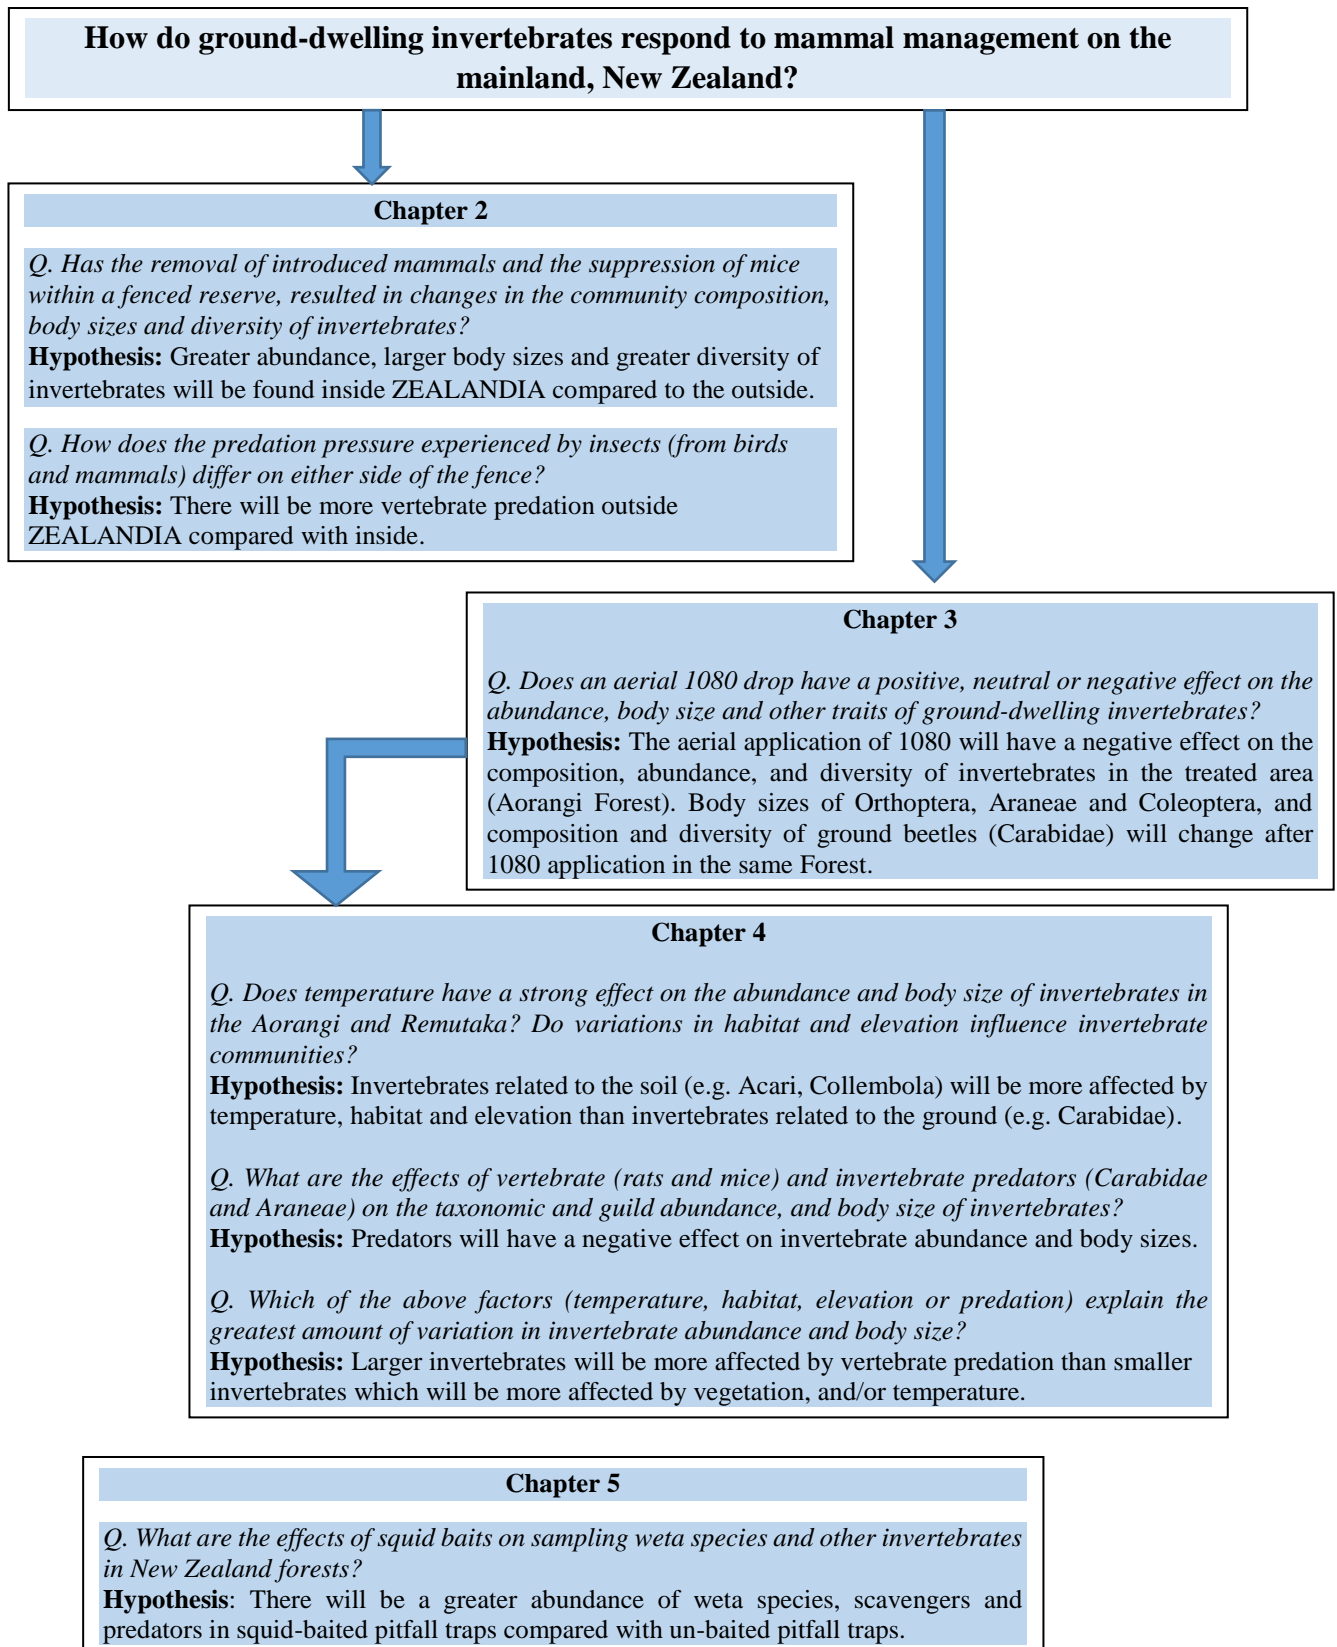 How do ground-dwelling invertebrates respond to mammal management on the
mainland, New Zealand?
Chapter 2
Q. Has the removal of introduced mammals and the suppression of mice
within a fenced reserve, resulted in changes in the community composition,
body sizes and diversity of invertebrates?
Hypothesis: Greater abundance, larger body sizes and greater diversity of
invertebrates will be found inside ZEALANDIA compared to the outside.
Q. How does the predation pressure experienced by insects (from birds
and mammals) differ on either side of the fence?
Hypothesis: There will be more vertebrate predation outside
ZEALANDIA compared with inside.
Chapter 3
Q. Does an aerial 1080 drop have a positive, neutral or negative effect on the
abundance, body size and other traits of ground-dwelling invertebrates?
Hypothesis: The aerial application of 1080 will have a negative effect on the
composition, abundance, and diversity of invertebrates in the treated area
(Aorangi Forest). Body sizes of Orthoptera, Araneae and Coleoptera, and
composition and diversity of ground beetles (Carabidae) will change after
1080 application in the same Forest.
Chapter 4
Q. Does temperature have a strong effect on the abundance and body size of invertebrates in
the Aorangi and Remutaka? Do variations in habitat and elevation influence invertebrate
communities?
Hypothesis: Invertebrates related to the soil (e.g. Acari, Collembola) will be more affected by
temperature, habitat and elevation than invertebrates related to the ground (e.g. Carabidae).
Q. What are the effects of vertebrate (rats and mice) and invertebrate predators (Carabidae
and Araneae) on the taxonomic and guild abundance, and body size of invertebrates?
Hypothesis: Predators will have a negative effect on invertebrate abundance and body sizes.
Q. Which of the above factors (temperature, habitat, elevation or predation) explain the
greatest amount of variation in invertebrate abundance and body size?
Hypothesis: Larger invertebrates will be more affected by vertebrate predation than smaller
invertebrates which will be more affected by vegetation, and/or temperature.
Chapter 5
Q. What are the effects of squid baits on sampling weta species and other invertebrates
in New Zealand forests?
Hypothesis: There will be a greater abundance of weta species, scavengers and
predators in squid-baited pitfall traps compared with un-baited pitfall traps.